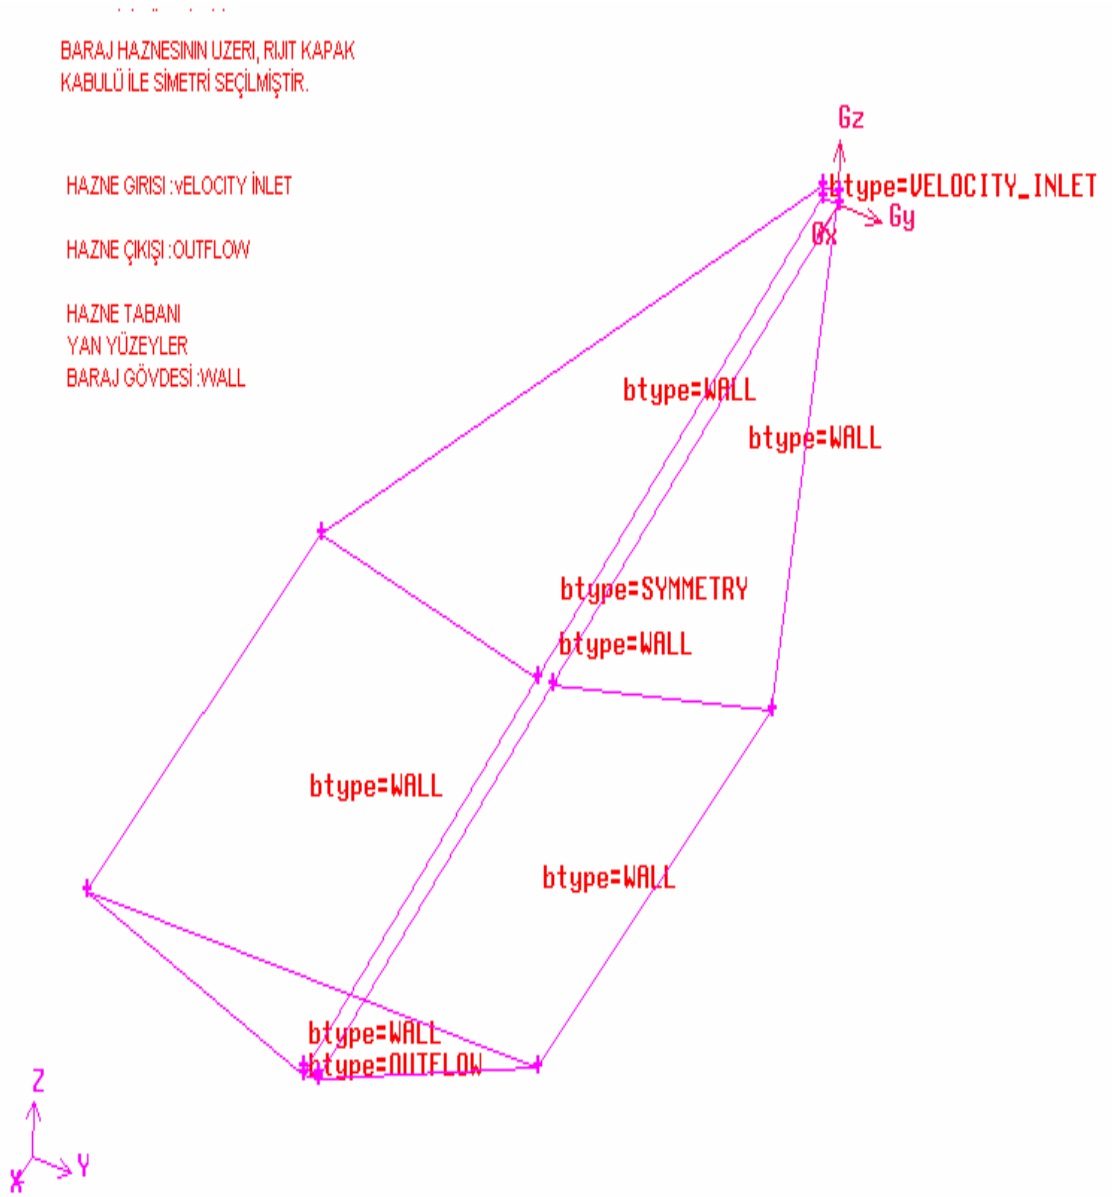 BARAJ HAZNESININ UZERI, RIJIT KAPAK
KABULÜ İLE SİMETRİ SEÇİLMİŞTİR.
Gz
HAZNE GIRISI :vELOCITY İNLET
btype=VELOCITY_INLET
Gy
HAZNE ÇIKIŞI :OUTFLOW
HAZNE TABANI
YAN YÜZEYLER
BARAJ GÖVDESİ :WALL
btype=WALL
btype=WALL
btype=SYMMETRY
btype=WALL
btype=WALL
btype=WALL
btype=WALL
btype=OUTFLOW
Z
Y
X